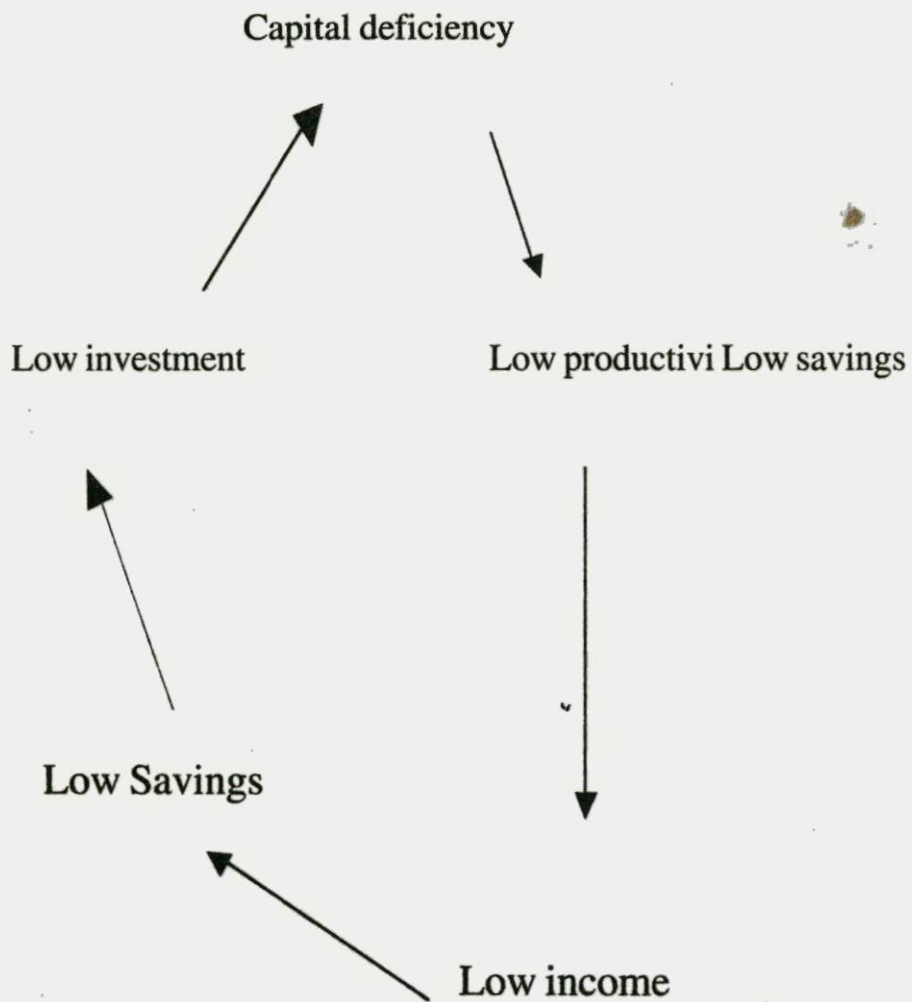 Capital deficiency
Low investment
Low productivi Low savings
Low Savings
Low income